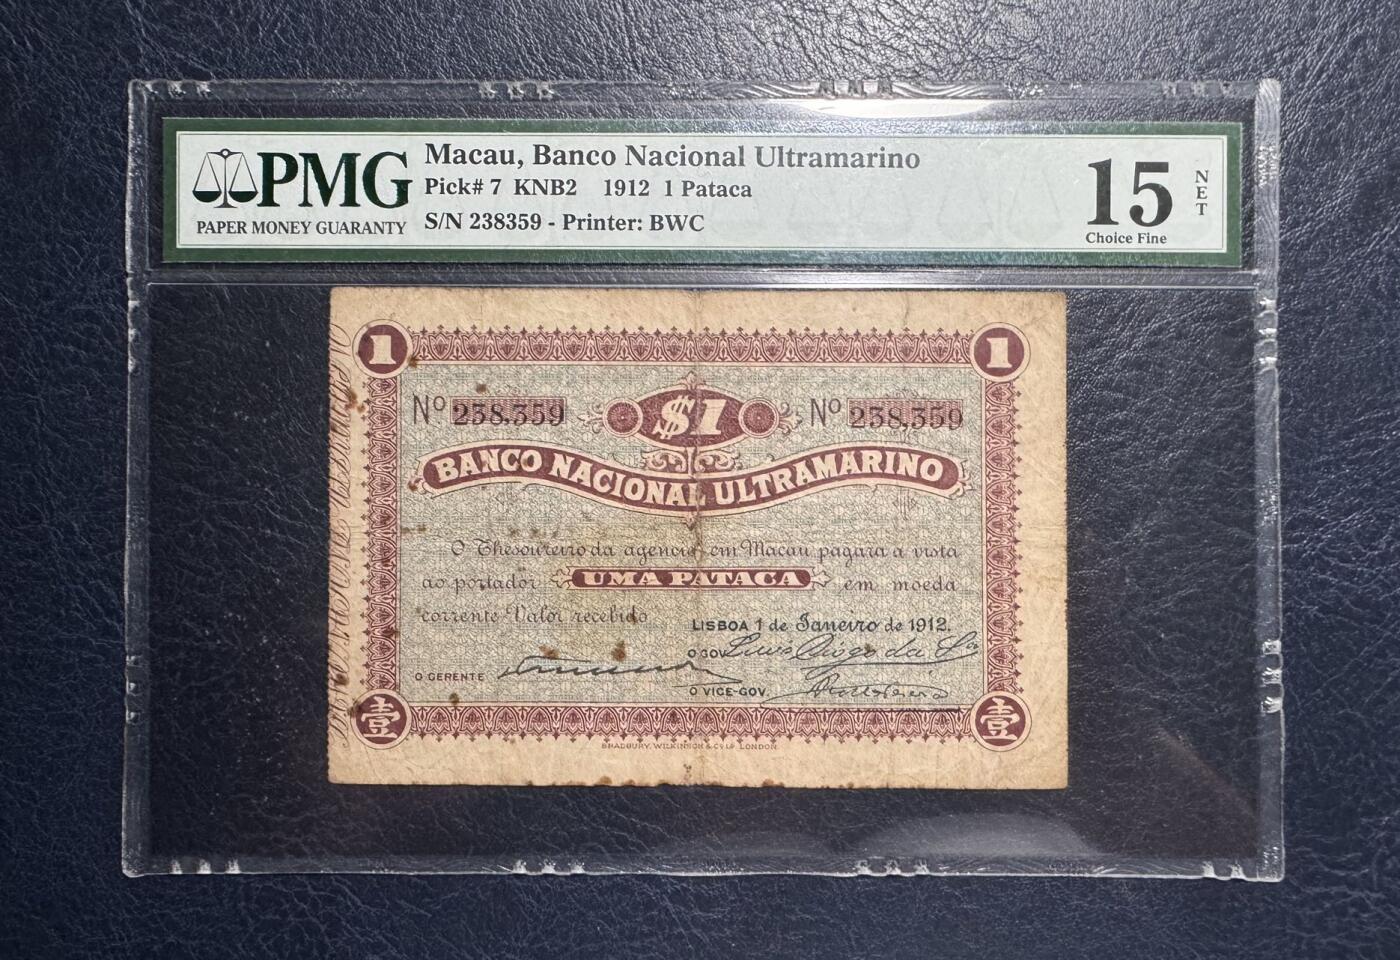 PMG
PAPER MONEY GUARANTY
Macau, Banco Nacional Ultramarino
Pick# 7 KNB2 1912 1 Pataca
S/N 238359 - Printer: BWC
15
NET
Choice Fine
1 1
Nº 238,359 $1 Nº 238,359
BANCO NACIONAL ULTRAMARINO
O Thesoureiro da agencia em Macau pagará á vista
ao portador UMA PATACA em moeda
corrente Valor recebido
LISBOA 1 de Janeiro de 1912.
O GOV.
O GERENTE
O VICE-GOV.
壹 壹
BRADBURY, WILKINSON & Cº Lᴰ LONDON